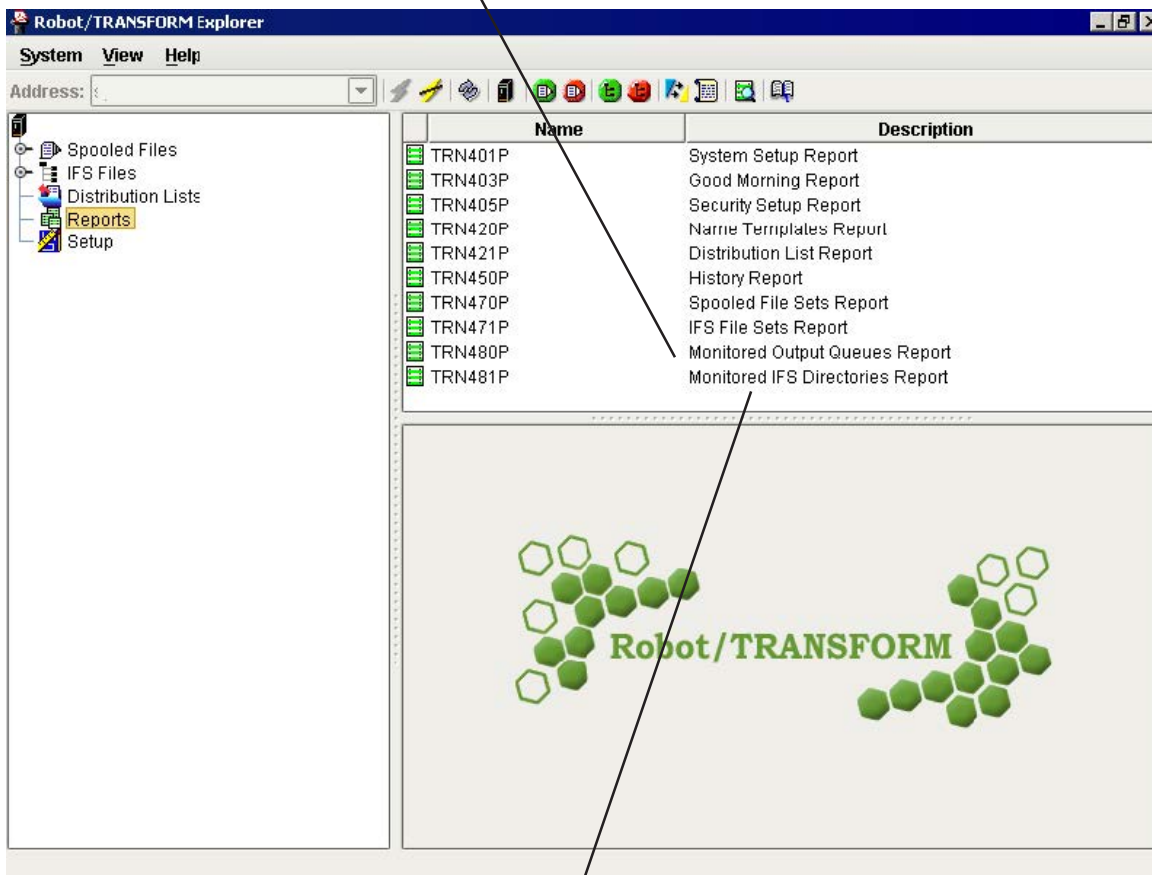 Robot/TRANSFORM Explorer
System View Help
Address:
Name Description
Spooled Files
IFS Files
Distribution Lists
Reports
Setup
TRN401P System Setup Report
TRN403P Good Morning Report
TRN405P Security Setup Report
TRN420P Name Templates Report
TRN421P Distribution List Report
TRN450P History Report
TRN470P Spooled File Sets Report
TRN471P IFS File Sets Report
TRN480P Monitored Output Queues Report
TRN481P Monitored IFS Directories Report
Robot/TRANSFORM